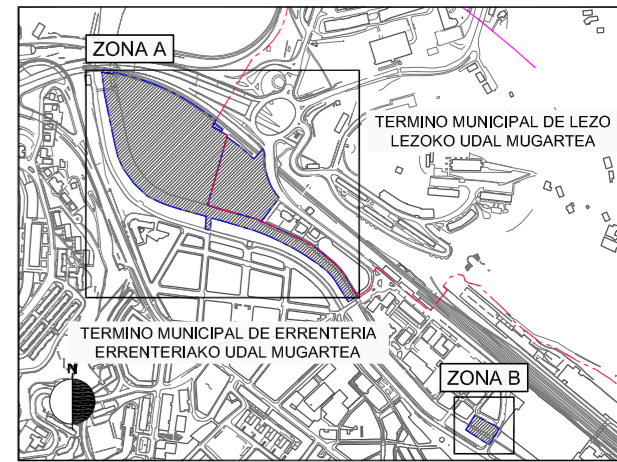 ZONA A
TERMINO MUNICIPAL DE LEZO
LEZOKO UDAL MUGARTEA
TERMINO MUNICIPAL DE ERRENTERIA
ERRENTERIAKO UDAL MUGARTEA
N
ZONA B